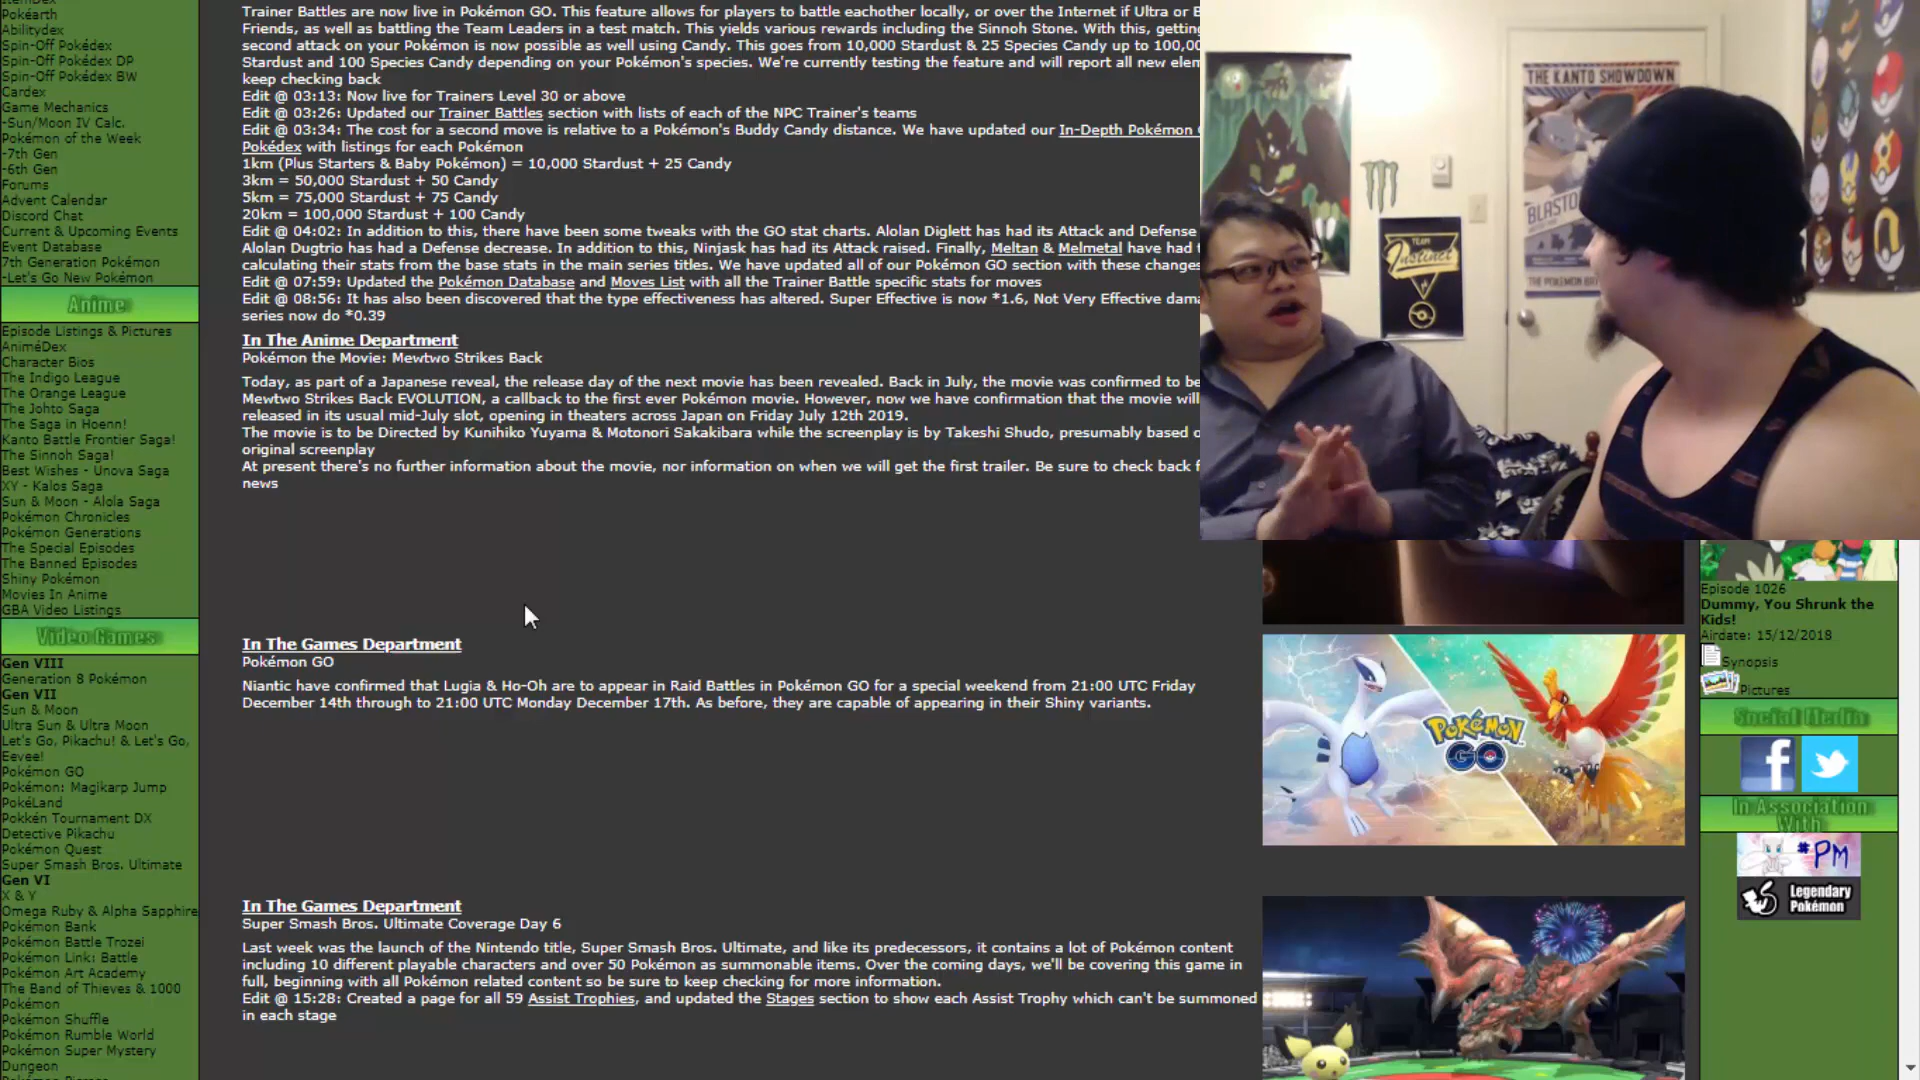 ItemDex
Pokéarth
Abilitydex
Spin-Off Pokédex
Spin-Off Pokédex DP
Spin-Off Pokédex BW
Cardex
Game Mechanics
-Sun/Moon IV Calc.
Pokémon of the Week
-7th Gen
-6th Gen
Forums
Advent Calendar
Discord Chat
Current & Upcoming Events
Event Database
7th Generation Pokémon
-Let's Go New Pokémon
Anime
Episode Listings & Pictures
AniméDex
Character Bios
The Indigo League
The Orange League
The Johto Saga
The Saga in Hoenn!
Kanto Battle Frontier Saga!
The Sinnoh Saga!
Best Wishes - Unova Saga
XY - Kalos Saga
Sun & Moon - Alola Saga
Pokémon Chronicles
Pokémon Generations
The Special Episodes
The Banned Episodes
Shiny Pokémon
Movies In Anime
GBA Video Listings
Video Games
Gen VIII
Generation 8 Pokémon
Gen VII
Sun & Moon
Ultra Sun & Ultra Moon
Let's Go, Pikachu! & Let's Go,
Eevee!
Pokémon GO
Pokémon: Magikarp Jump
PokéLand
Pokkén Tournament DX
Detective Pikachu
Pokémon Quest
Super Smash Bros. Ultimate
Gen VI
X & Y
Omega Ruby & Alpha Sapphire
Pokémon Bank
Pokémon Battle Trozei
Pokémon Link: Battle
Pokémon Art Academy
The Band of Thieves & 1000
Pokémon
Pokémon Shuffle
Pokémon Rumble World
Pokémon Super Mystery
Dungeon
Trainer Battles are now live in Pokémon GO. This feature allows for players to battle eachother locally, or over the Internet if Ultra or B
Friends, as well as battling the Team Leaders in a test match. This yields various rewards including the Sinnoh Stone. With this, getting
second attack on your Pokémon is now possible as well using Candy. This goes from 10,000 Stardust & 25 Species Candy up to 100,00
Stardust and 100 Species Candy depending on your Pokémon's species. We're currently testing the feature and will report all new elem
keep checking back
Edit @ 03:13: Now live for Trainers Level 30 or above
Edit @ 03:26: Updated our Trainer Battles section with lists of each of the NPC Trainer's teams
Edit @ 03:34: The cost for a second move is relative to a Pokémon's Buddy Candy distance. We have updated our In-Depth Pokémon
Pokédex with listings for each Pokémon
1km (Plus Starters & Baby Pokémon) = 10,000 Stardust + 25 Candy
3km = 50,000 Stardust + 50 Candy
5km = 75,000 Stardust + 75 Candy
20km = 100,000 Stardust + 100 Candy
Edit @ 04:02: In addition to this, there have been some tweaks with the GO stat charts. Alolan Diglett has had its Attack and Defense
Alolan Dugtrio has had a Defense decrease. In addition to this, Ninjask has had its Attack raised. Finally, Meltan & Melmetal have had t
calculating their stats from the base stats in the main series titles. We have updated all of our Pokémon GO section with these changes
Edit @ 07:59: Updated the Pokémon Database and Moves List with all the Trainer Battle specific stats for moves
Edit @ 08:56: It has also been discovered that the type effectiveness has altered. Super Effective is now *1.6, Not Very Effective dama
series now do *0.39
In The Anime Department
Pokémon the Movie: Mewtwo Strikes Back
Today, as part of a Japanese reveal, the release day of the next movie has been revealed. Back in July, the movie was confirmed to be
Mewtwo Strikes Back EVOLUTION, a callback to the first ever Pokémon movie. However, now we have confirmation that the movie will
released in its usual mid-July slot, opening in theaters across Japan on Friday July 12th 2019.
The movie is to be Directed by Kunihiko Yuyama & Motonori Sakakibara while the screenplay is by Takeshi Shudo, presumably based o
original screenplay
At present there's no further information about the movie, nor information on when we will get the first trailer. Be sure to check back f
news
In The Games Department
Pokémon GO
Niantic have confirmed that Lugia & Ho-Oh are to appear in Raid Battles in Pokémon GO for a special weekend from 21:00 UTC Friday
December 14th through to 21:00 UTC Monday December 17th. As before, they are capable of appearing in their Shiny variants.
POKÉMON
GO
In The Games Department
Super Smash Bros. Ultimate Coverage Day 6
Last week was the launch of the Nintendo title, Super Smash Bros. Ultimate, and like its predecessors, it contains a lot of Pokémon content
including 10 different playable characters and over 50 Pokémon as summonable items. Over the coming days, we'll be covering this game in
full, beginning with all Pokémon related content so be sure to keep checking for more information.
Edit @ 15:28: Created a page for all 59 Assist Trophies, and updated the Stages section to show each Assist Trophy which can't be summoned
in each stage
THE KANTO SHOWDOWN
BLASTO
THE POKEMON
TEAM
Instinct
Episode 1026
Dummy, You Shrunk the
Kids!
Airdate: 15/12/2018
Synopsis
Pictures
Social Media
In Association
With
#PM
Legendary
Pokémon